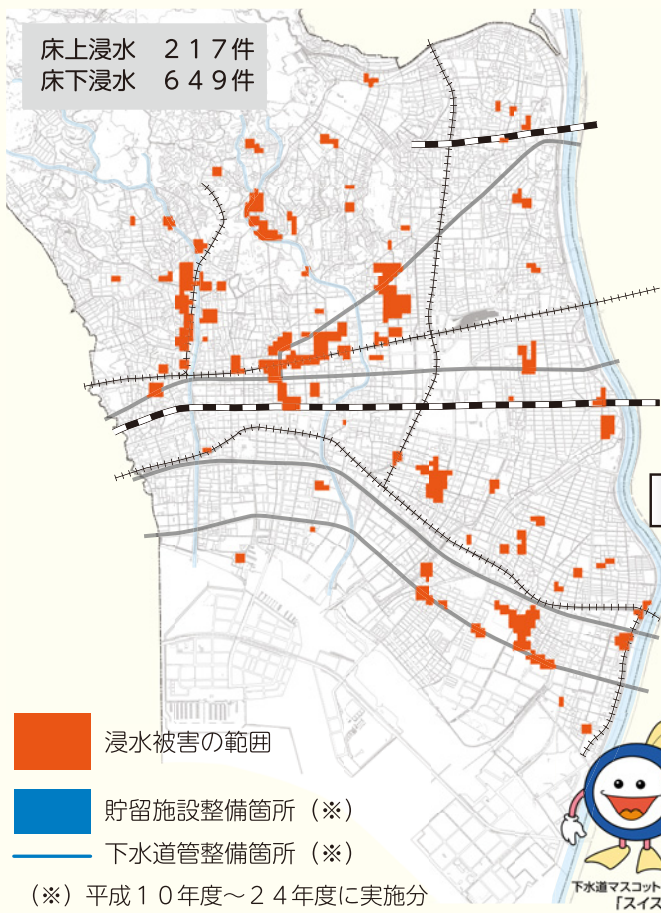 床上浸水　２１７件
床下浸水　６４９件
浸水被害の範囲
貯留施設整備箇所（※）
下水道管整備箇所（※）
（※）平成１０年度～２４年度に実施分
下水道マスコット
「スイス